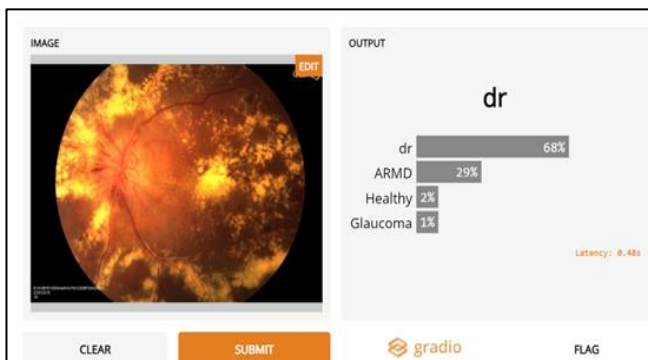 IMAGE
EDIT
CLEAR
SUBMIT
OUTPUT
dr
dr 68%
ARMD 29%
Healthy 2%
Glaucoma 1%
Latency: 0.48s
gradio
FLAG